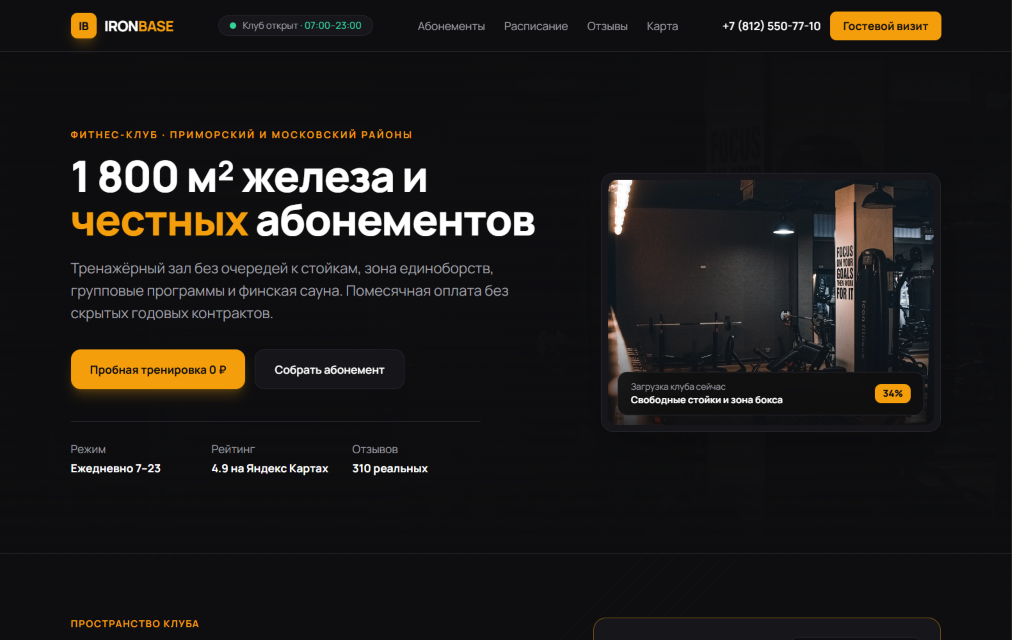 IB IRONBASE
Клуб открыт · 07:00–23:00
Абонементы Расписание Отзывы Карта
+7 (812) 550-77-10
Гостевой визит
ФИТНЕС-КЛУБ · ПРИМОРСКИЙ И МОСКОВСКИЙ РАЙОНЫ
1 800 м² железа и
честных абонементов
Тренажёрный зал без очередей к стойкам, зона единоборств,
групповые программы и финская сауна. Помесячная оплата без
скрытых годовых контрактов.
Пробная тренировка 0 ₽
Собрать абонемент
Режим Рейтинг Отзывов
Ежедневно 7–23 4.9 на Яндекс Картах 310 реальных
FOCUS
ON YOUR
GOALS
THEN WORK
FOR IT
Загрузка клуба сейчас
Свободные стойки и зона бокса
34%
ПРОСТРАНСТВО КЛУБА